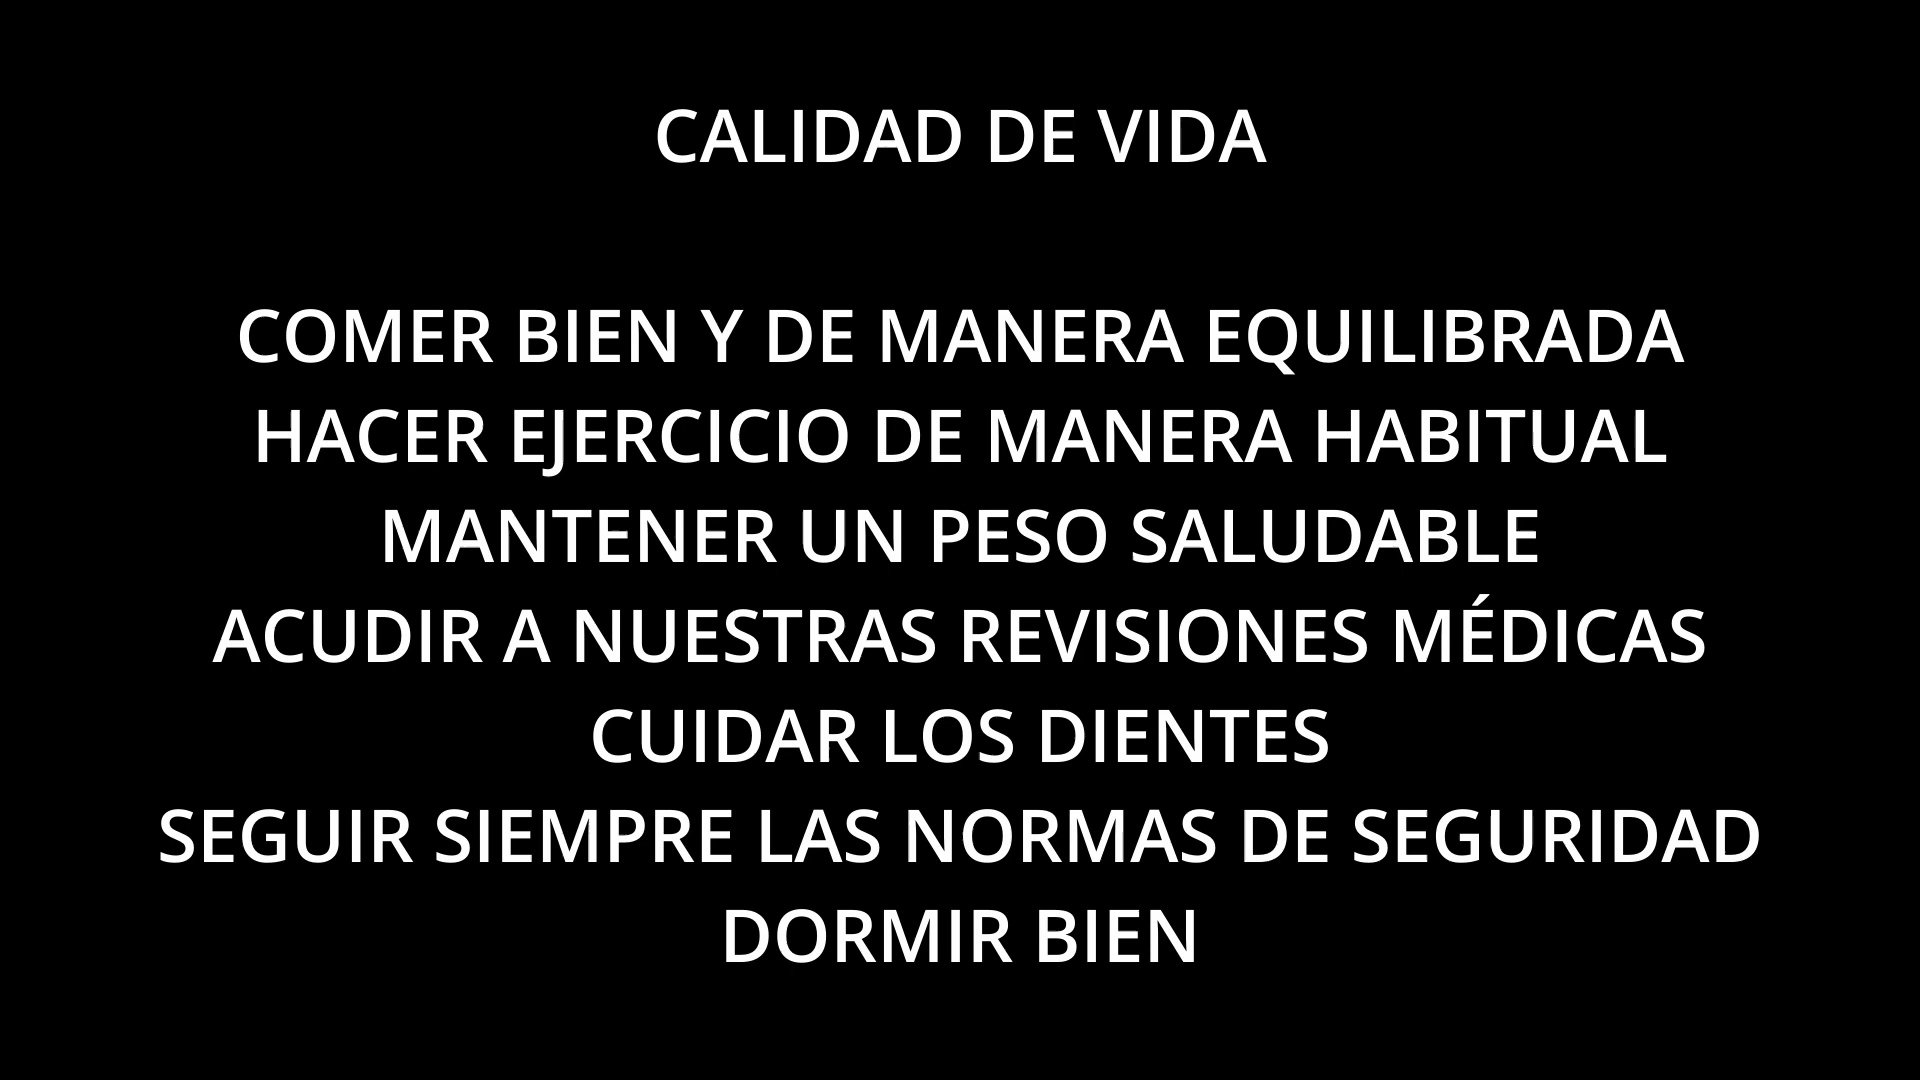 CALIDAD DE VIDA
COMER BIEN Y DE MANERA EQUILIBRADA
HACER EJERCICIO DE MANERA HABITUAL
MANTENER UN PESO SALUDABLE
ACUDIR A NUESTRAS REVISIONES MÉDICAS
CUIDAR LOS DIENTES
SEGUIR SIEMPRE LAS NORMAS DE SEGURIDAD
DORMIR BIEN